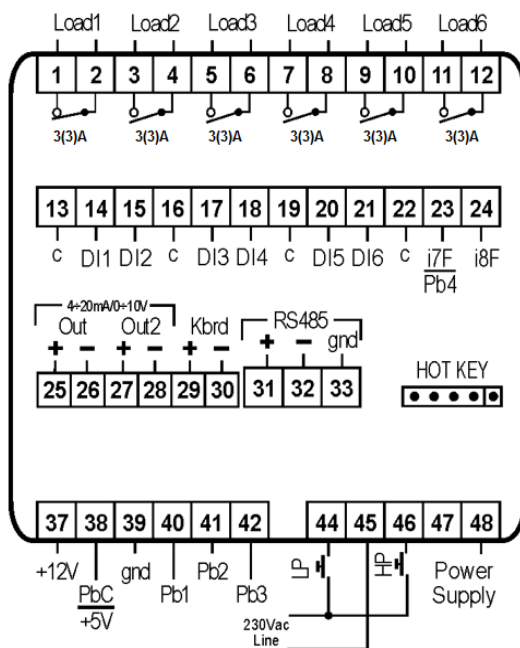 Load1 Load2 Load3 Load4 Load5 Load6
1 2 3 4 5 6 7 8 9 10 11 12
3(3)A 3(3)A 3(3)A 3(3)A 3(3)A 3(3)A
13 14 15 16 17 18 19 20 21 22 23 24
c DI1 DI2 c DI3 DI4 c DI5 DI6 c i7F i8F
Pb4
4÷20mA/0÷10V
Out Out2 Kbrd RS485
+ - + - + - + - gnd
25 26 27 28 29 30 31 32 33
HOT KEY
37 38 39 40 41 42 44 45 46 47 48
+12V PbC gnd Pb1 Pb2 Pb3 LP HP Power
+5V Supply
230Vac
Line